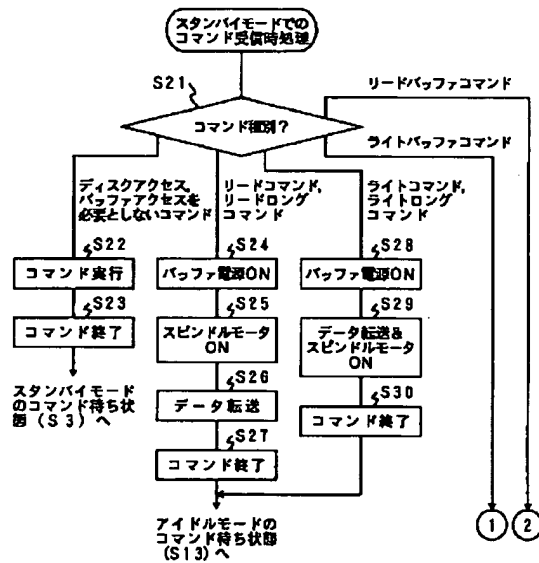 スタンバイモードでの
コマンド受信時処理
S21
コマンド種別?
リードバッファコマンド
ライトバッファコマンド
ディスクアクセス,
バッファアクセスを
必要としないコマンド
リードコマンド,
リードロング
コマンド
ライトコマンド,
ライトロング
コマンド
S22
コマンド実行
S23
コマンド終了
スタンバイモード
のコマンド待ち状
態(S3)へ
S24
バッファ電源ON
S25
スピンドルモータ
ON
S26
データ転送
S27
コマンド終了
S28
バッファ電源ON
S29
データ転送&
スピンドルモータ
ON
S30
コマンド終了
アイドルモードの
コマンド待ち状態
(S13)へ
1
2